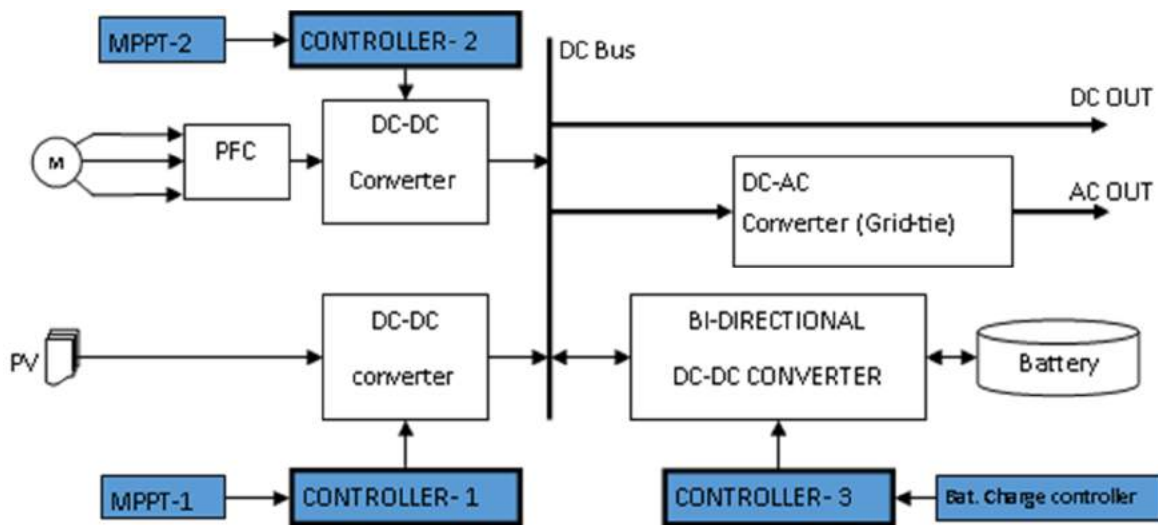 MPPT-2
CONTROLLER- 2
DC Bus
DC OUT
M
PFC
DC-DC
Converter
DC-AC
Converter (Grid-tie)
AC OUT
PV
DC-DC
converter
BI-DIRECTIONAL
DC-DC CONVERTER
Battery
MPPT-1
CONTROLLER- 1
CONTROLLER- 3
Bat. Charge controller